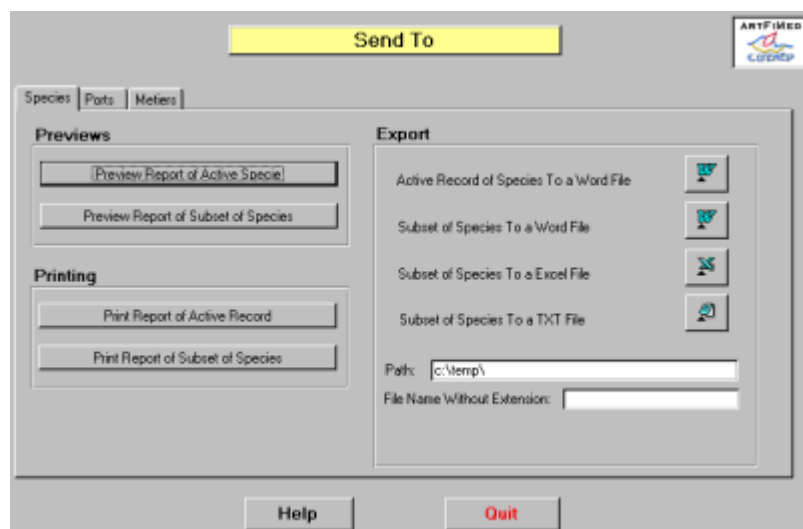 Send To
ARTFIMED
COPEMED
Species Ports Metiers
Previews
Preview Report of Active Specie
Preview Report of Subset of Species
Printing
Print Report of Active Record
Print Report of Subset of Species
Export
Active Record of Species To a Word File
Subset of Species To a Word File
Subset of Species To a Excel File
Subset of Species To a TXT File
Path: c:\temp\
File Name Without Extension:
Help Quit